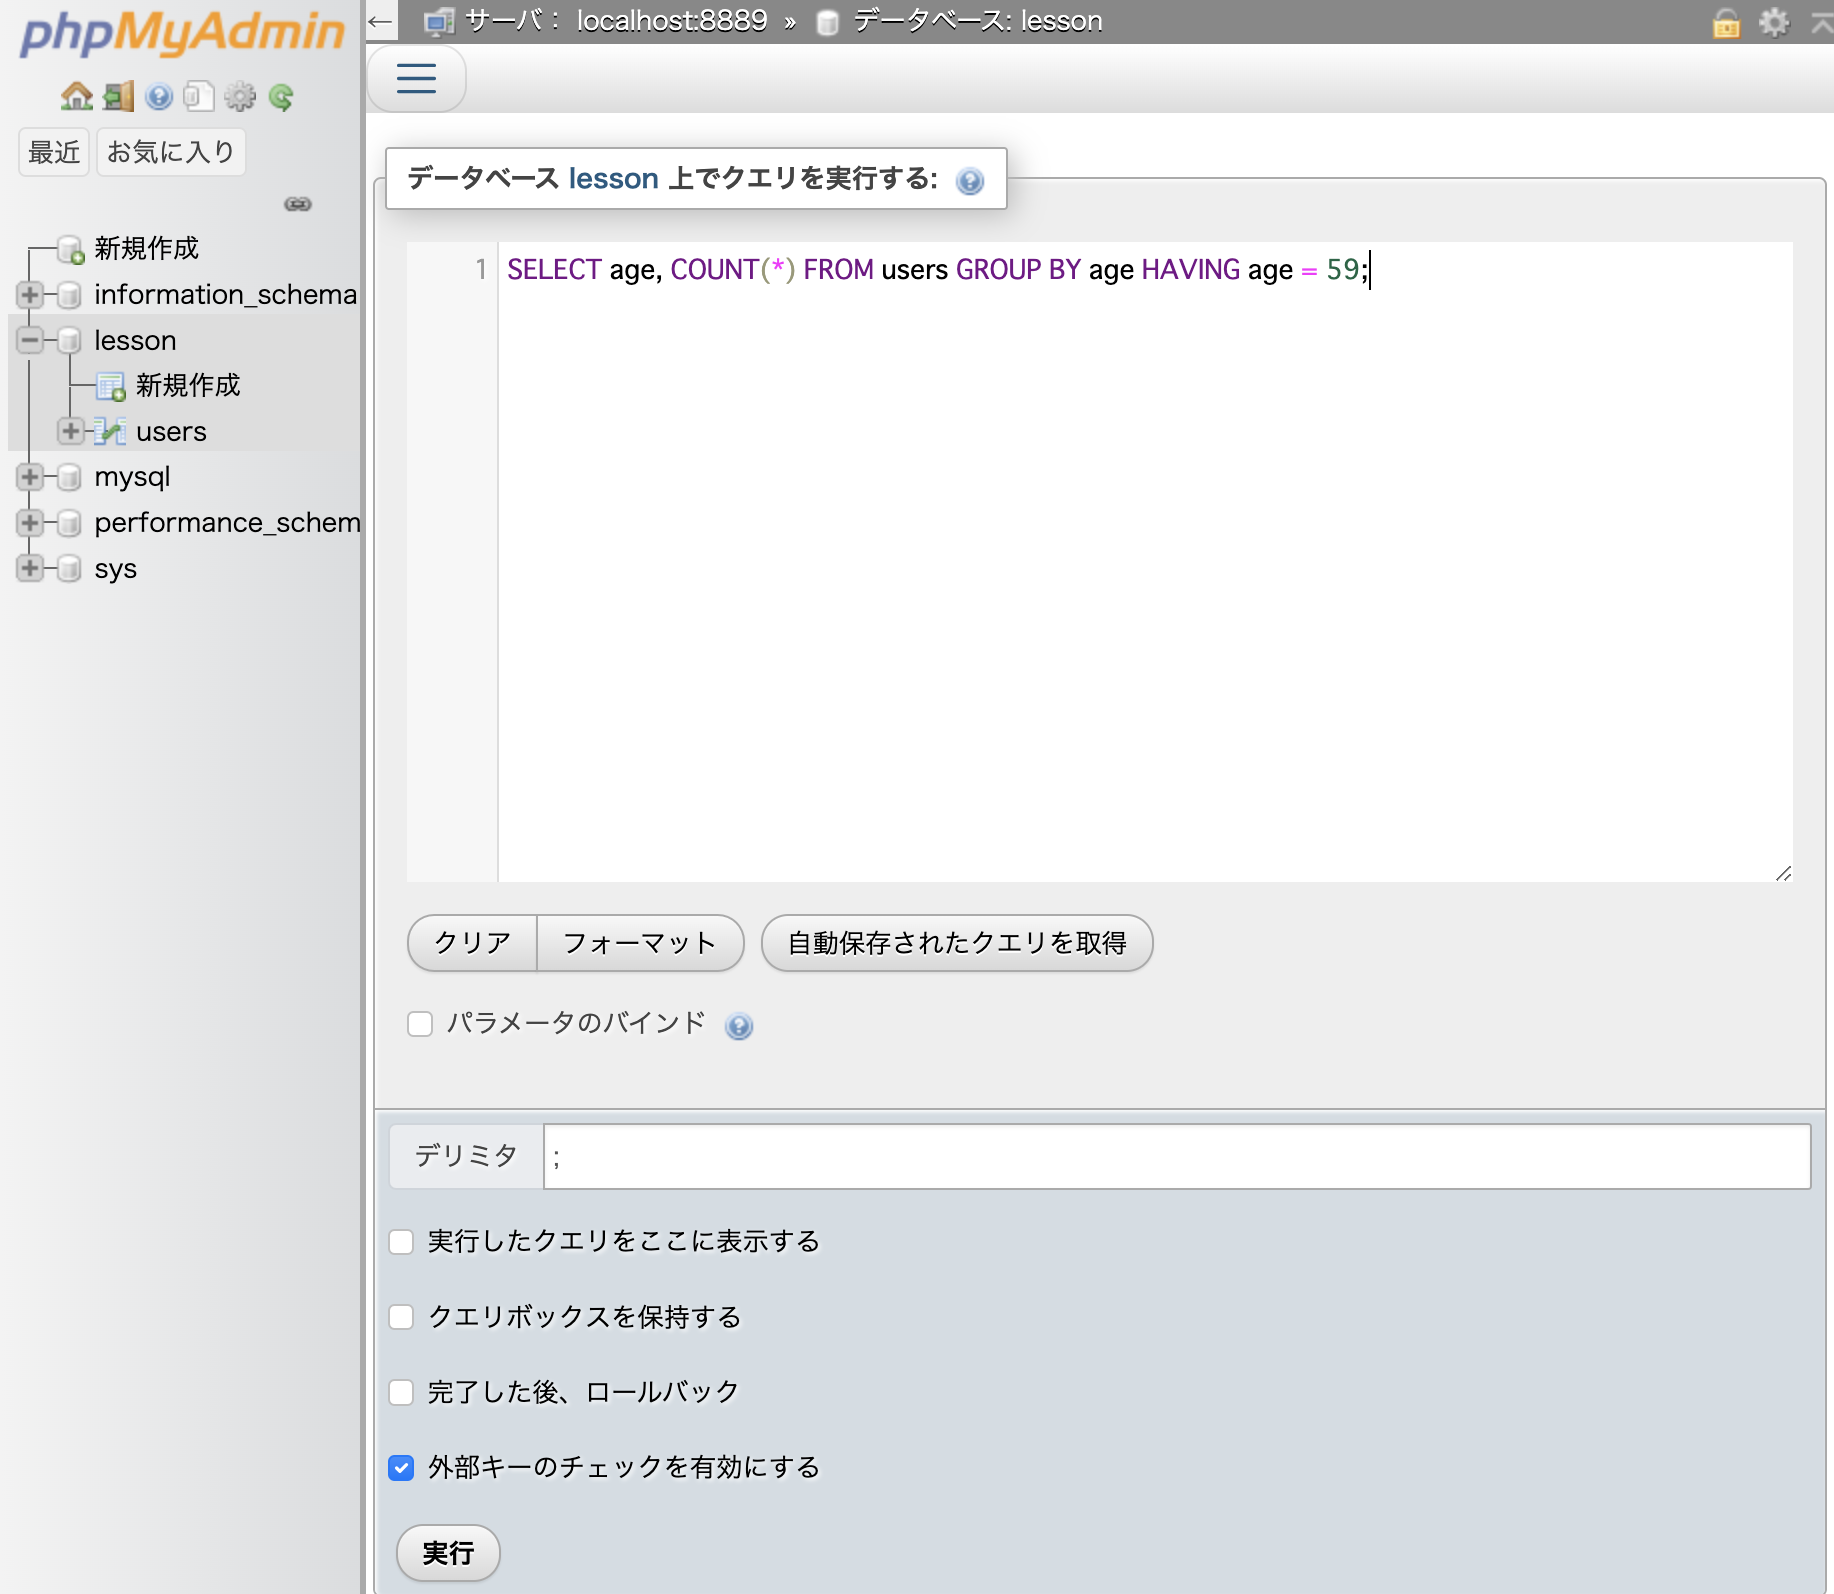 phpMyAdmin
最近 お気に入り
新規作成
information_schema
lesson
新規作成
users
mysql
performance_schem
sys
← サーバ： localhost:8889 » データベース: lesson
データベース lesson 上でクエリを実行する:
1 SELECT age, COUNT(*) FROM users GROUP BY age HAVING age = 59;
クリア フォーマット 自動保存されたクエリを取得
パラメータのバインド
デリミタ ;
実行したクエリをここに表示する
クエリボックスを保持する
完了した後、ロールバック
外部キーのチェックを有効にする
実行